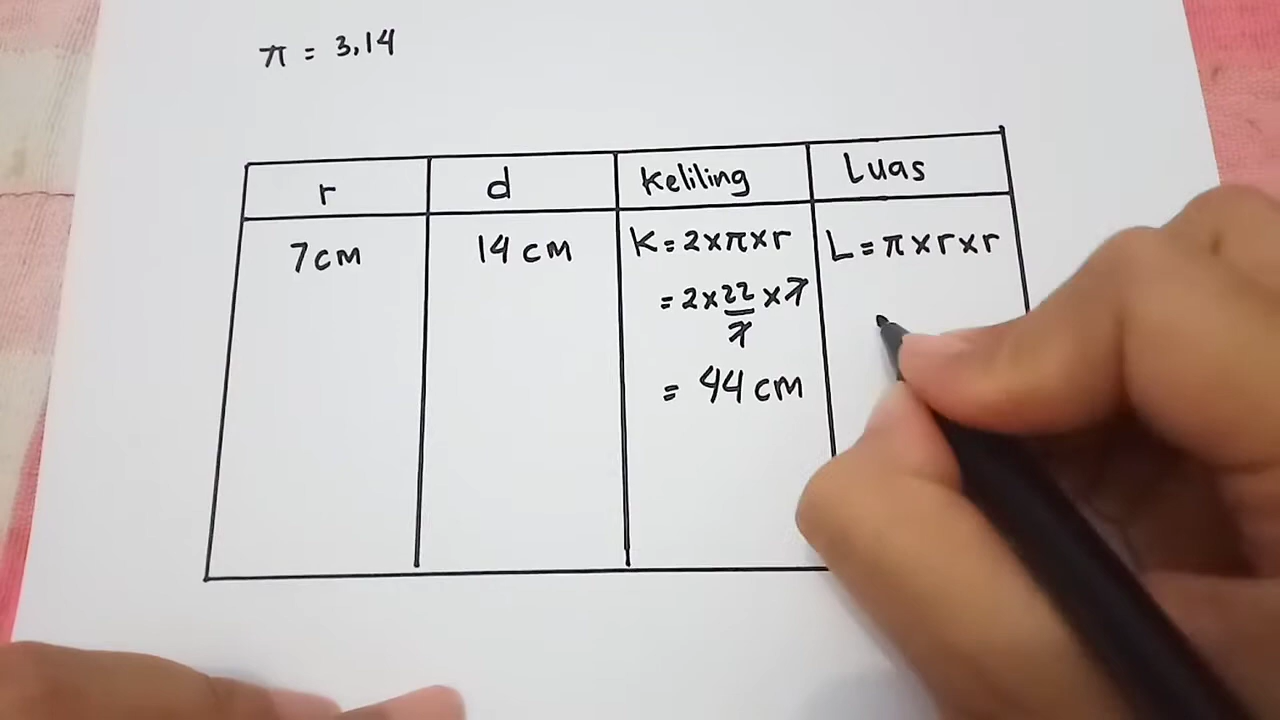 π = 3,14
r d Keliling Luas
7 cm 14 cm K = 2 x π x r L = π x r x r
= 2 x 22/7 x 7
= 44 cm